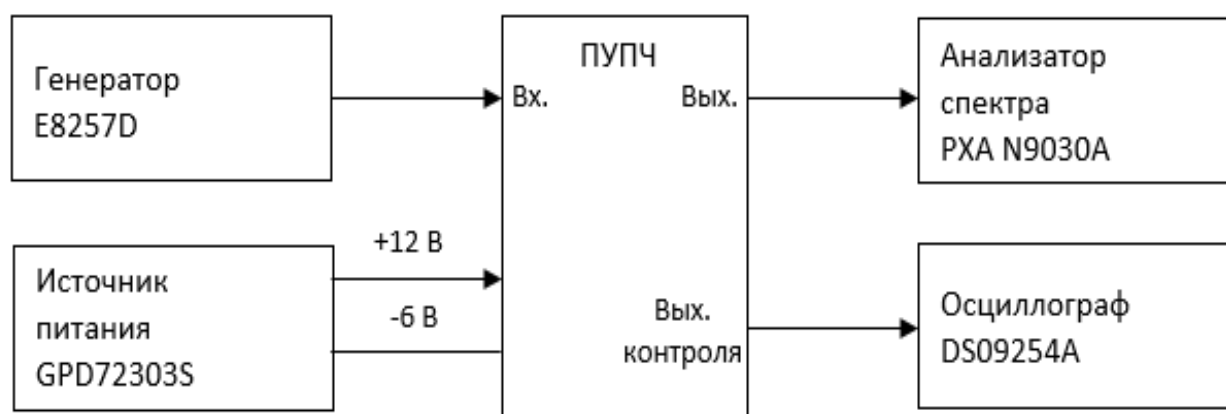 Генератор
E8257D
Источник
питания
GPD72303S
+12 В
-6 В
ПУПЧ
Вх.
Вых.
Вых.
контроля
Анализатор
спектра
PXA N9030A
Осциллограф
DS09254A